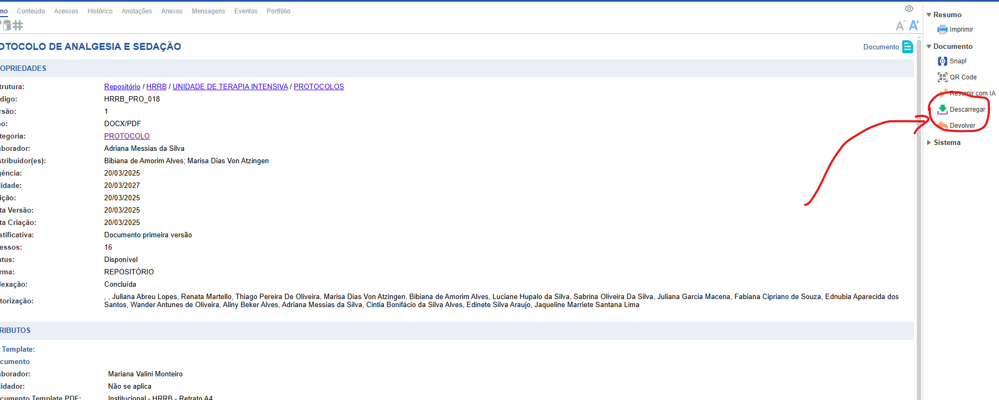 mo Conteúdo Acessos Histórico Anotações Anexos Mensagens Eventos Portfólio
A- A+
OTOCOLO DE ANALGESIA E SEDAÇÃO
Documento
OPRIEDADES
trutura: Repositório / HRRB / UNIDADE DE TERAPIA INTENSIVA / PROTOCOLOS
digo: HRRB_PRO_018
rsão: 1
po: DOCX/PDF
tegoria: PROTOCOLO
aborador: Adriana Messias da Silva
stribuidor(es): Bibiana de Amorim Alves; Marisa Dias Von Atzingen
gência: 20/03/2025
lidade: 20/03/2027
ição: 20/03/2025
ta Versão: 20/03/2025
ta Criação: 20/03/2025
stificativa: Documento primeira versão
essos: 16
atus: Disponível
rma: REPOSITÓRIO
dexação: Concluída
torização: , , Juliana Abreu Lopes, Renata Martello, Thiago Pereira De Oliveira, Marisa Dias Von Atzingen, Bibiana de Amorim Alves, Luciane Hupalo da Silva, Sabrina Oliveira Da Silva, Juliana Garcia Macena, Fabiana Cipriano de Souza, Ednubia Aparecida dos
Santos, Wander Antunes de Oliveira, Aliny Beker Alves, Adriana Messias da Silva, Cintia Bonifácio da Silva Alves, Edinete Silva Araujo, Jaqueline Marriete Santana Lima
RIBUTOS
Template:
cumento
aborador: Mariana Valini Monteiro
lidador: Não se aplica
cumento Template PDF: Institucional - HRRB - Retrato A4
Resumo
Imprimir
Documento
Snap!
QR Code
Resumir com IA
Descarregar
Devolver
Sistema